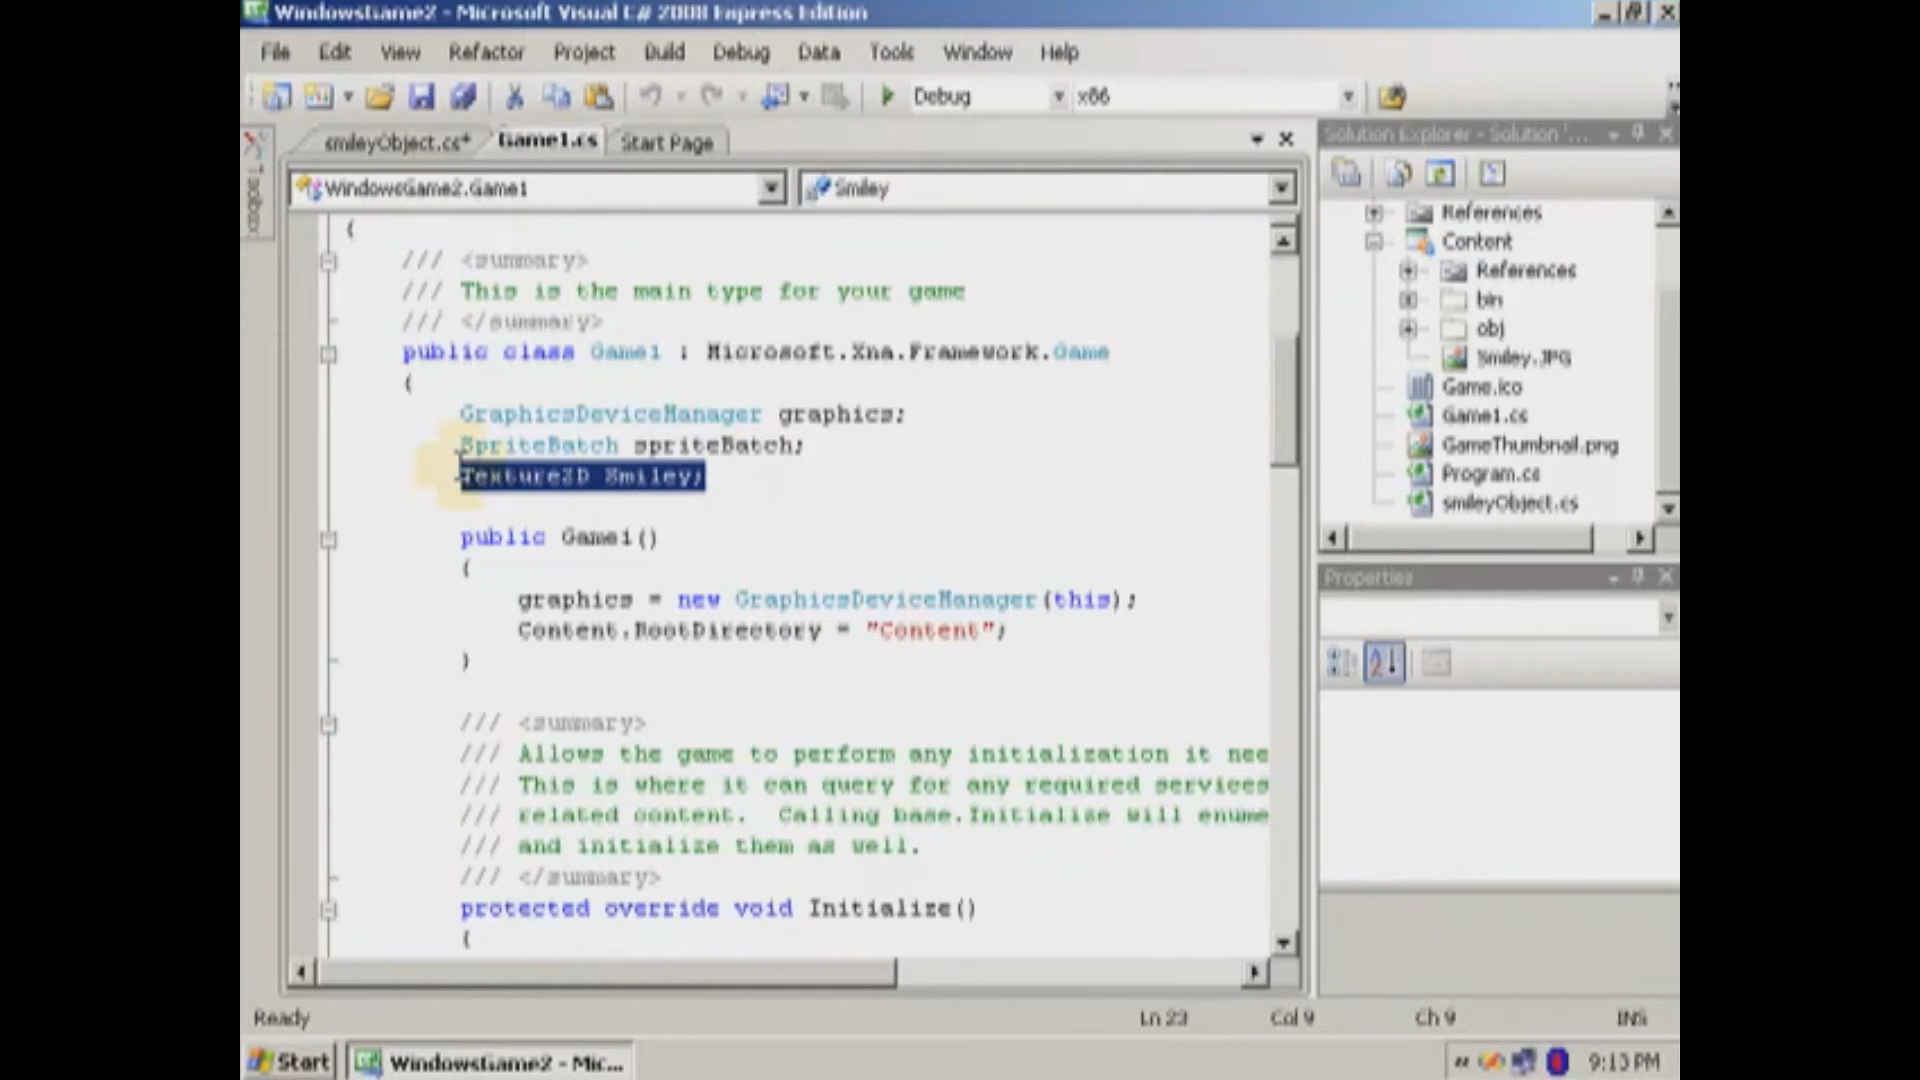 WindowsGame2 - Microsoft Visual C# 2008 Express Edition
File Edit View Refactor Project Build Debug Data Tools Window Help
Debug x86
smileyObject.cs* Game1.cs Start Page
Toolbox
WindowsGame2.Game1 Smiley
{
/// <summary>
/// This is the main type for your game
/// </summary>
public class Game1 : Microsoft.Xna.Framework.Game
{
GraphicsDeviceManager graphics;
SpriteBatch spriteBatch;
Texture2D Smiley;
public Game1()
{
graphics = new GraphicsDeviceManager(this);
Content.RootDirectory = "Content";
}
/// <summary>
/// Allows the game to perform any initialization it nee
/// This is where it can query for any required services
/// related content.  Calling base.Initialize will enume
/// and initialize them as well.
/// </summary>
protected override void Initialize()
{
Solution Explorer - Solution '...
References
Content
References
bin
obj
Smiley.JPG
Game.ico
Game1.cs
GameThumbnail.png
Program.cs
smileyObject.cs
Properties
Ready Ln 23 Col 9 Ch 9 INS
Start WindowsGame2 - Mic... 9:13 PM